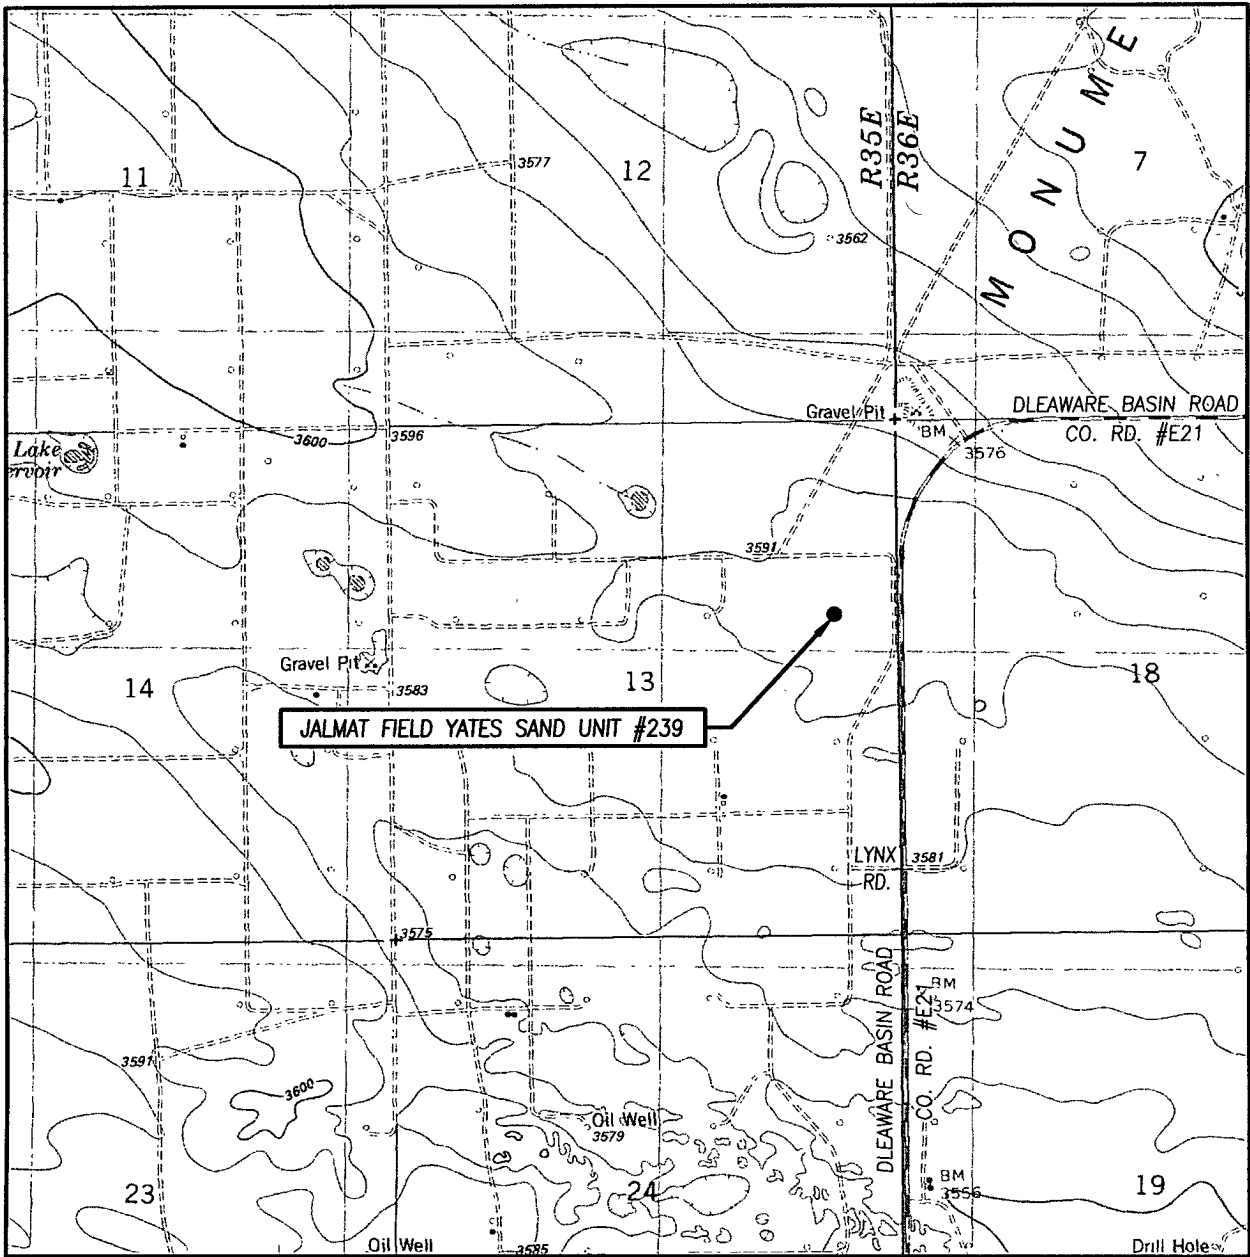 MONUME
R35E
R36E
11
12
7
3577
3562
Gravel Pit
DLEAWARE BASIN ROAD
BM
CO. RD. #E21
3576
3600
3596
Lake
ervoir
3591
Gravel Pit
14
3583
13
18
JALMAT FIELD YATES SAND UNIT #239
LYNX
RD.
3581
3575
DLEAWARE BASIN ROAD
CO. RD. #E21
BM
3574
3591
3600
Oil Well
3579
23
24
BM
3556
19
Oil Well
3585
Drill Hole